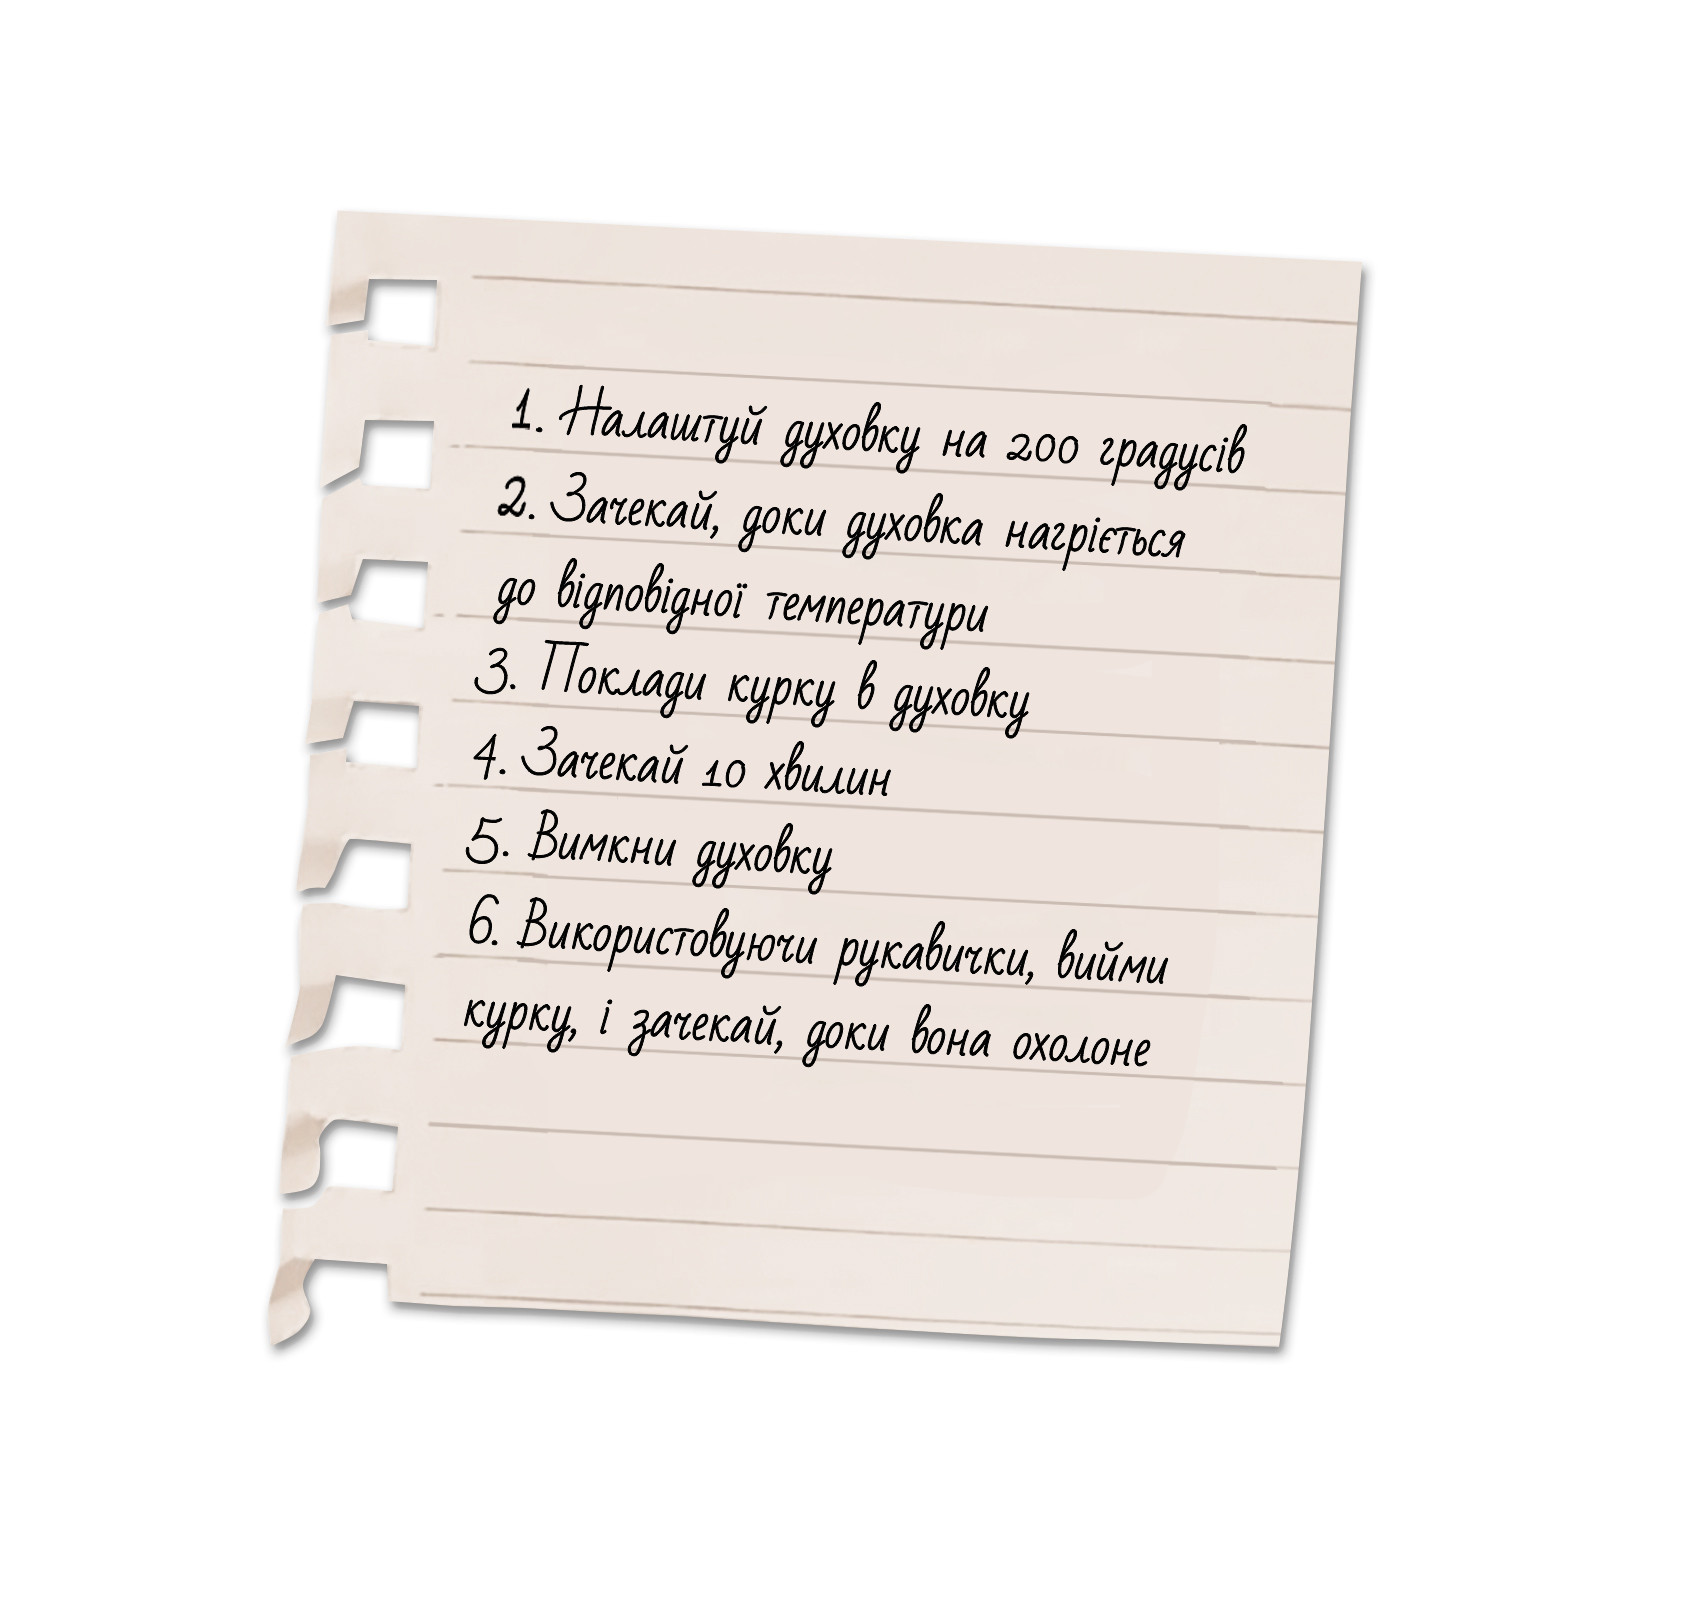 1. Налаштуй духовку на 200 градусів
2. Зачекай, доки духовка нагріється
до відповідної температури
3. Поклади курку в духовку
4. Зачекай 10 хвилин
5. Вимкни духовку
6. Використовуючи рукавички, вийми
курку, і зачекай, доки вона охолоне